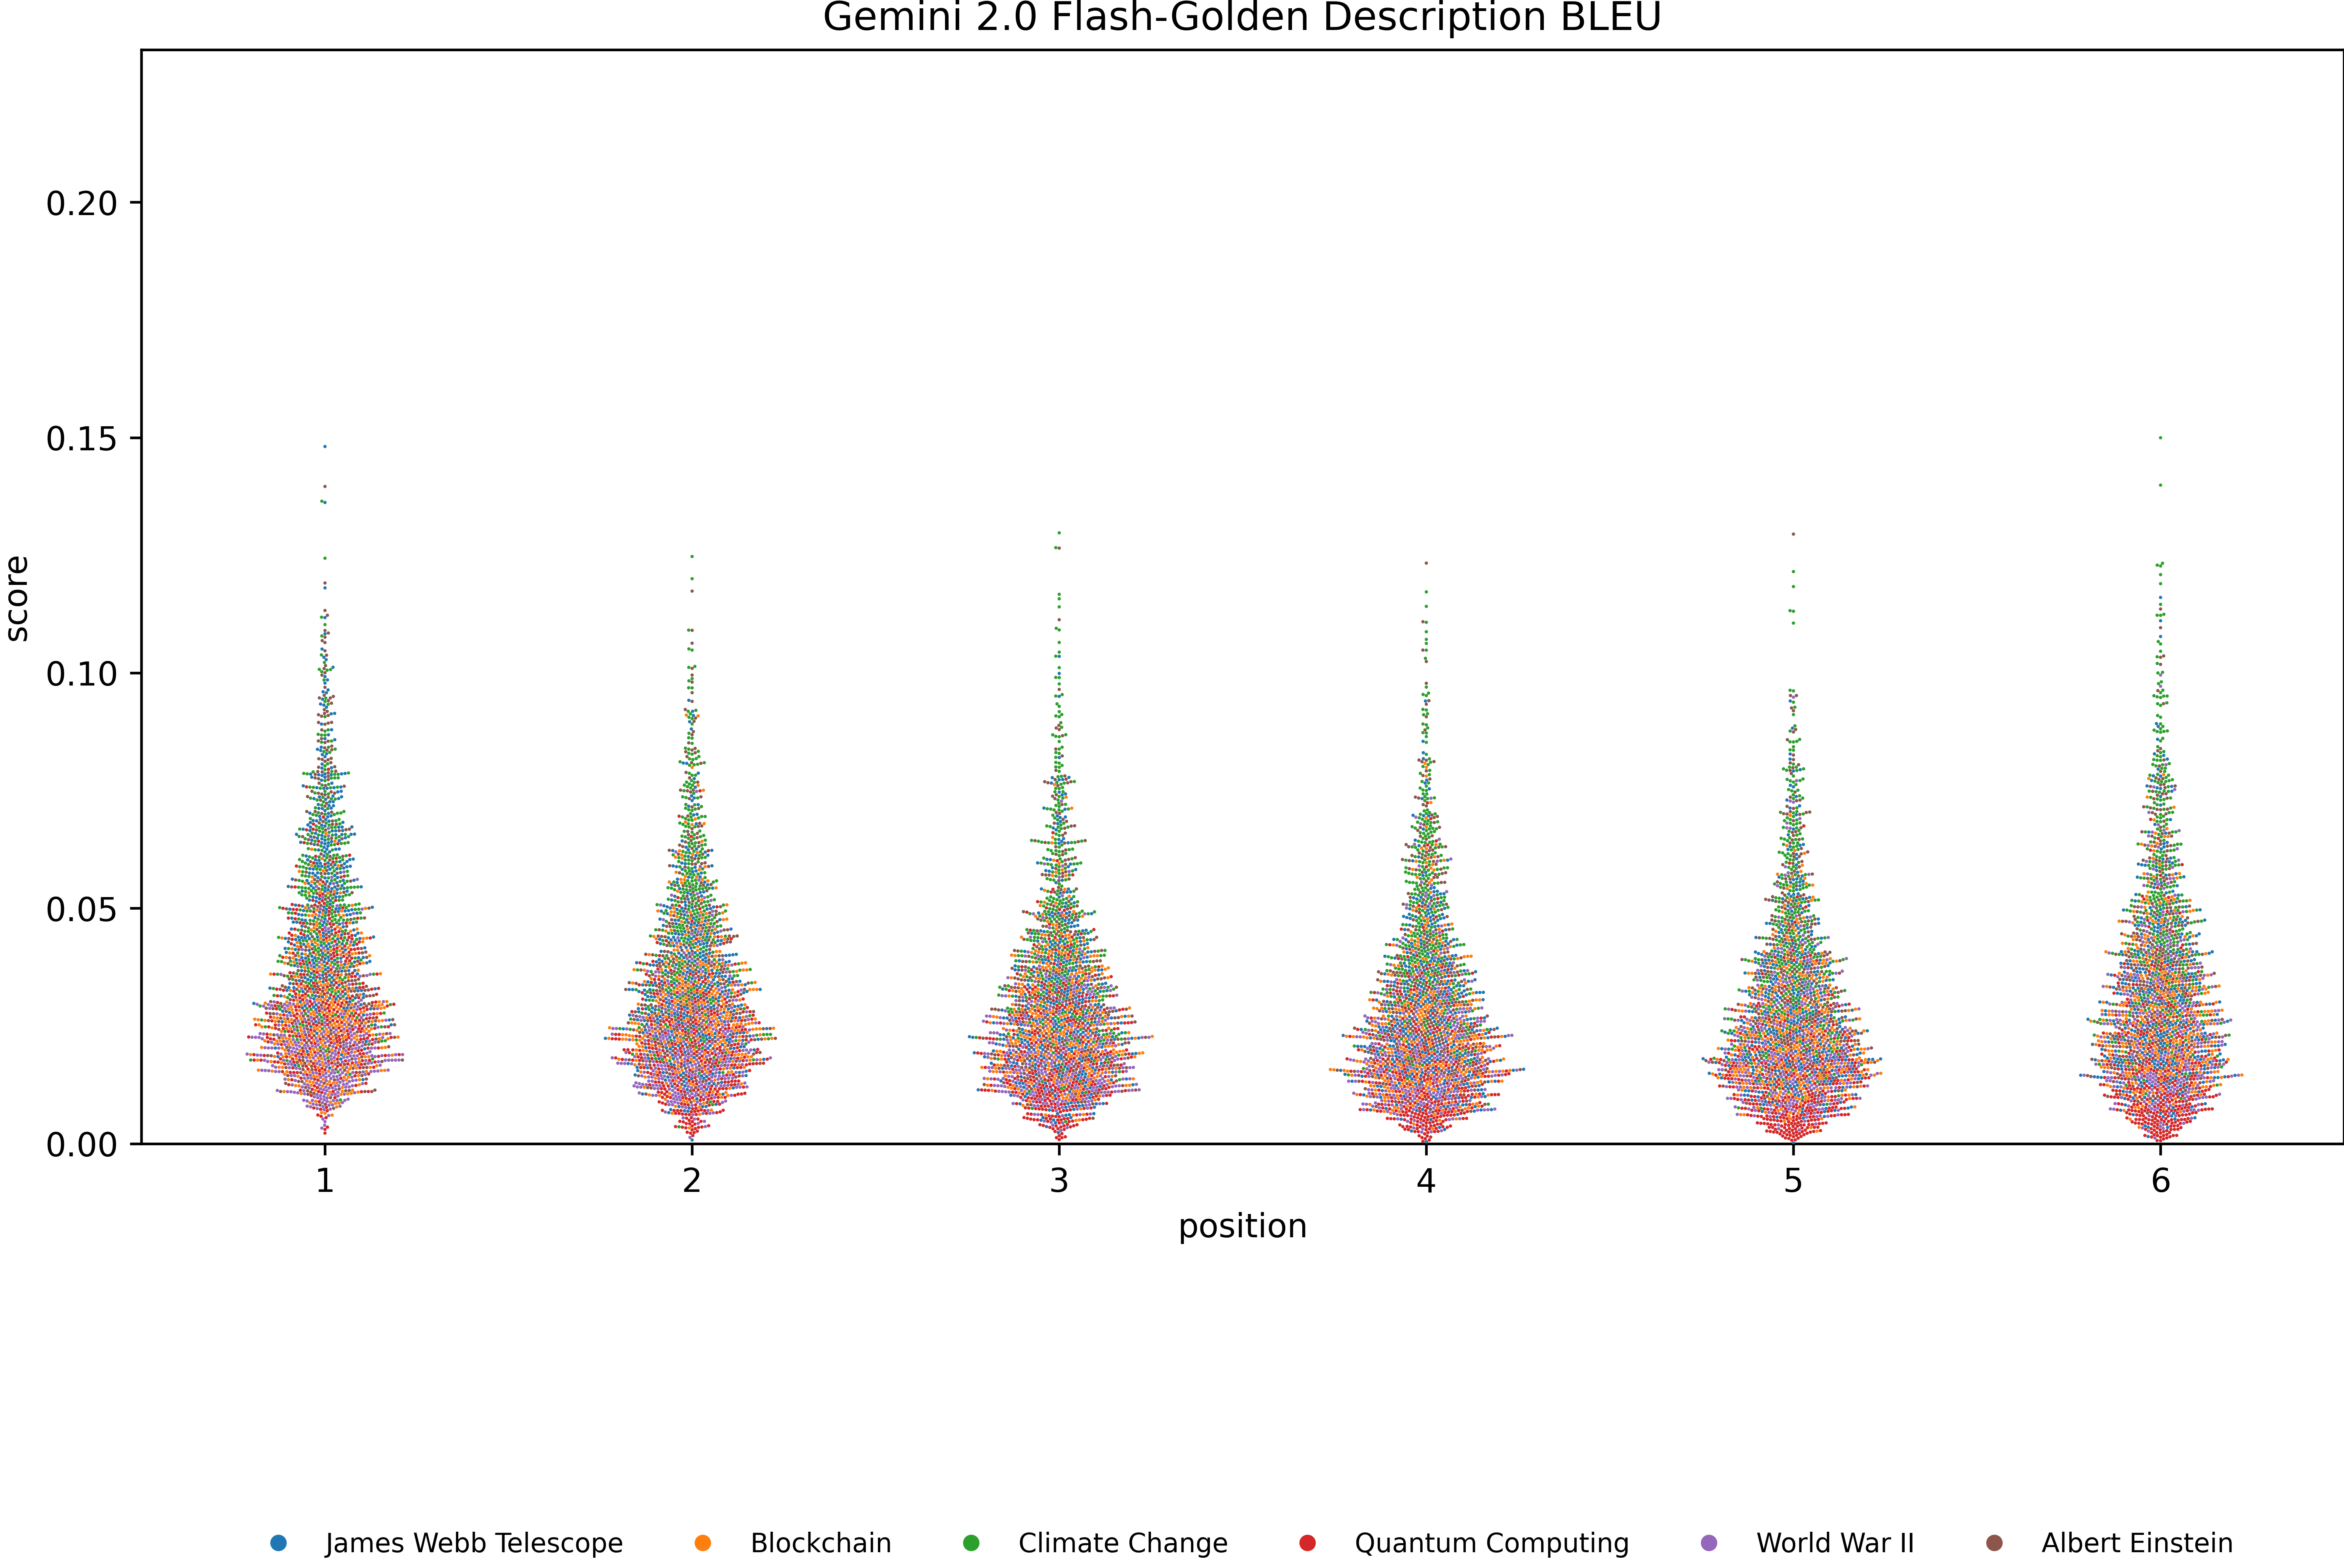 Gemini 2.0 Flash-Golden Description BLEU
score
0.20
0.15
0.10
0.05
0.00
1 2 3 4 5 6
position
James Webb Telescope Blockchain Climate Change Quantum Computing World War II Albert Einstein